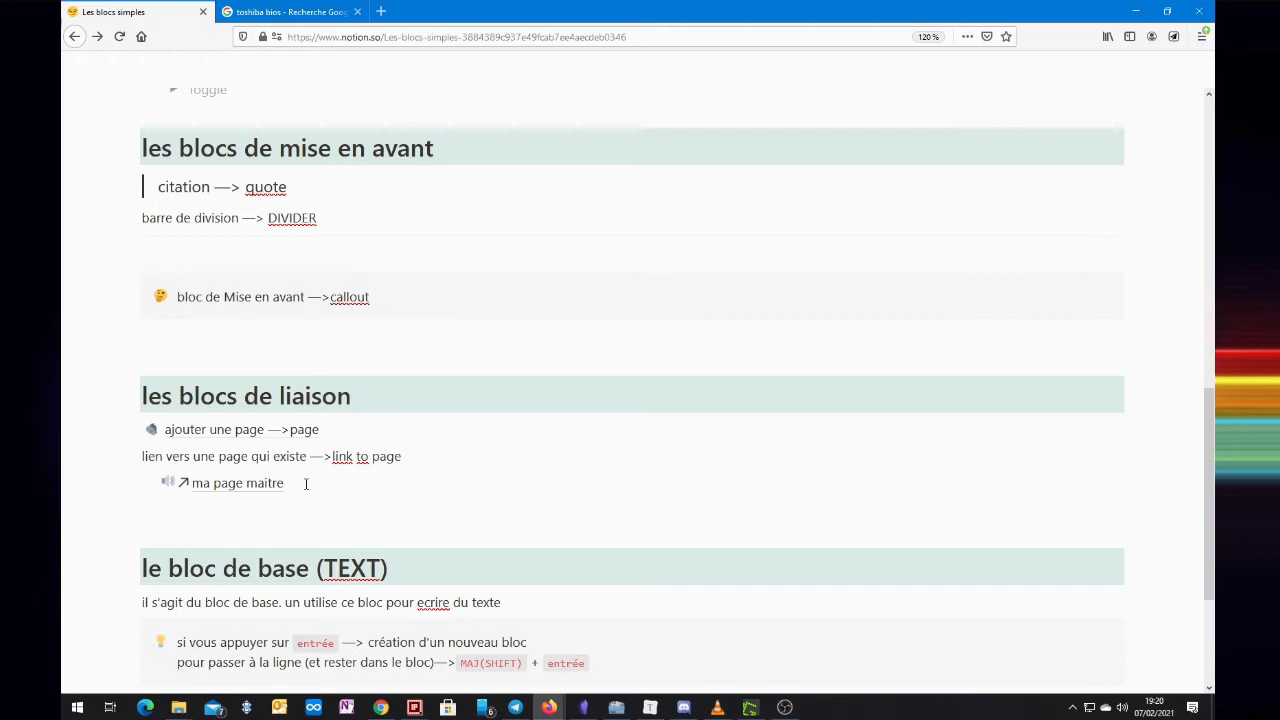 Les blocs simples
toshiba bios - Recherche Goog
https://www.notion.so/Les-blocs-simples-3884389c937e49fcab7ee4aecdeb0346
120 %
Toggle
les blocs de mise en avant
citation —> quote
barre de division —> DIVIDER
bloc de Mise en avant —>callout
les blocs de liaison
ajouter une page —>page
lien vers une page qui existe —>link to page
ma page maitre
le bloc de base (TEXT)
il s'agit du bloc de base. un utilise ce bloc pour ecrire du texte
si vous appuyer sur entrée —> création d'un nouveau bloc
pour passer à la ligne (et rester dans le bloc)—>MAJ(SHIFT) + entrée
7
6
19:20
07/02/2021